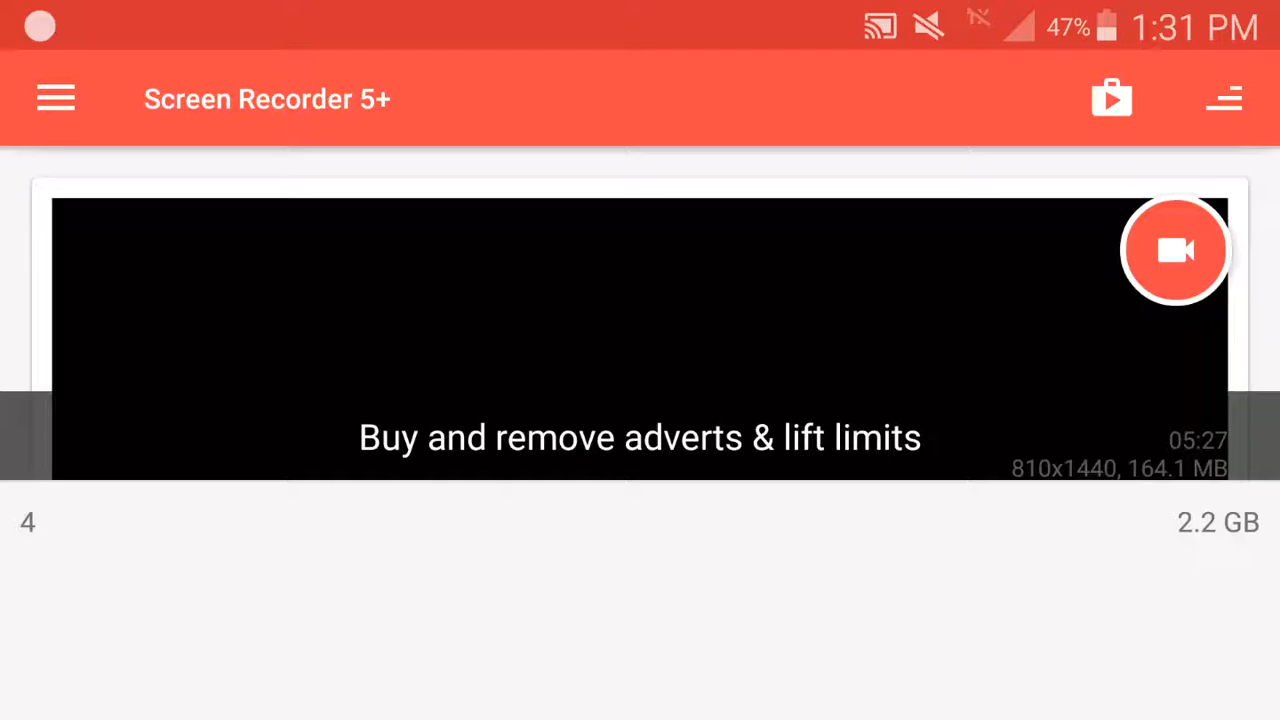 47% 1:31 PM
Screen Recorder 5+
Buy and remove adverts & lift limits
05:27
810x1440, 164.1 MB
4
2.2 GB